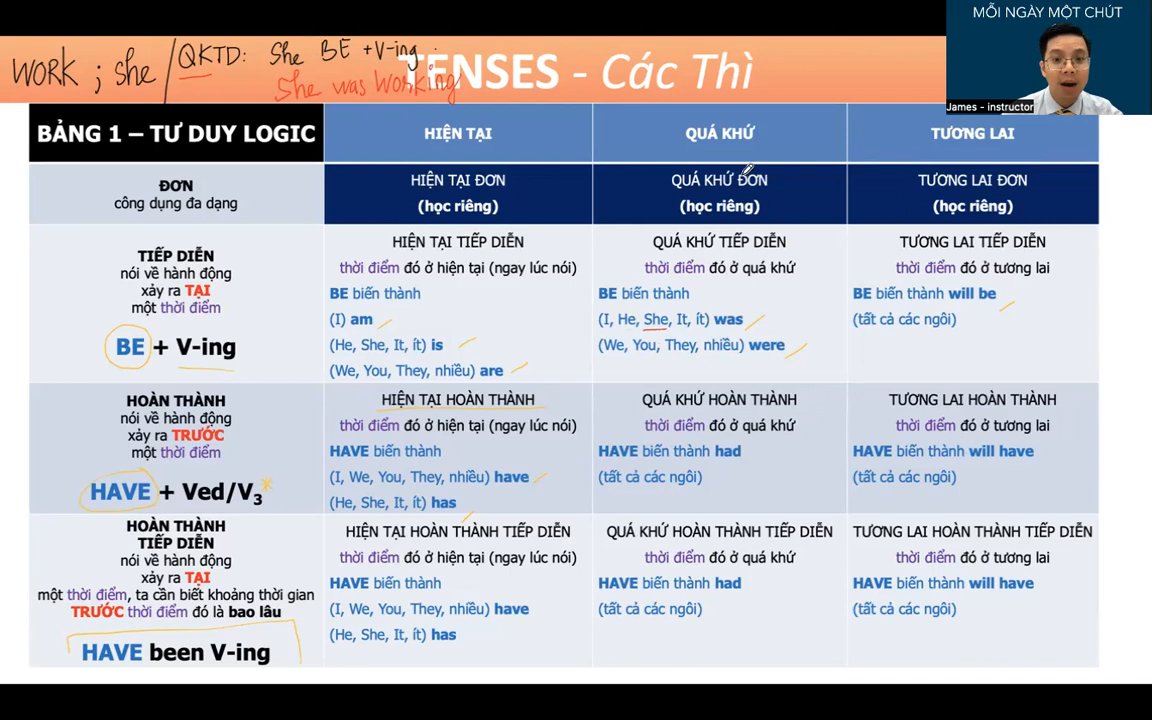 MỖI NGÀY MỘT CHÚT
James - instructor
WORK ; she / QKTD: She BE +V-ing
She was working
TENSES - Các Thì
BẢNG 1 – TƯ DUY LOGIC
HIỆN TẠI
QUÁ KHỨ
TƯƠNG LAI
ĐƠN
công dụng đa dạng
HIỆN TẠI ĐƠN
(học riêng)
QUÁ KHỨ ĐƠN
(học riêng)
TƯƠNG LAI ĐƠN
(học riêng)
TIẾP DIỄN
nói về hành động
xảy ra TẠI
một thời điểm
BE + V-ing
HIỆN TẠI TIẾP DIỄN
thời điểm đó ở hiện tại (ngay lúc nói)
BE biến thành
(I) am
(He, She, It, ít) is
(We, You, They, nhiều) are
QUÁ KHỨ TIẾP DIỄN
thời điểm đó ở quá khứ
BE biến thành
(I, He, She, It, ít) was
(We, You, They, nhiều) were
TƯƠNG LAI TIẾP DIỄN
thời điểm đó ở tương lai
BE biến thành will be
(tất cả các ngôi)
HOÀN THÀNH
nói về hành động
xảy ra TRƯỚC
một thời điểm
HAVE + Ved/V3*
HIỆN TẠI HOÀN THÀNH
thời điểm đó ở hiện tại (ngay lúc nói)
HAVE biến thành
(I, We, You, They, nhiều) have
(He, She, It, ít) has
QUÁ KHỨ HOÀN THÀNH
thời điểm đó ở quá khứ
HAVE biến thành had
(tất cả các ngôi)
TƯƠNG LAI HOÀN THÀNH
thời điểm đó ở tương lai
HAVE biến thành will have
(tất cả các ngôi)
HOÀN THÀNH
TIẾP DIỄN
nói về hành động
xảy ra TẠI
một thời điểm, ta cần biết khoảng thời gian
TRƯỚC thời điểm đó là bao lâu
HAVE been V-ing
HIỆN TẠI HOÀN THÀNH TIẾP DIỄN
thời điểm đó ở hiện tại (ngay lúc nói)
HAVE biến thành
(I, We, You, They, nhiều) have
(He, She, It, ít) has
QUÁ KHỨ HOÀN THÀNH TIẾP DIỄN
thời điểm đó ở quá khứ
HAVE biến thành had
(tất cả các ngôi)
TƯƠNG LAI HOÀN THÀNH TIẾP DIỄN
thời điểm đó ở tương lai
HAVE biến thành will have
(tất cả các ngôi)